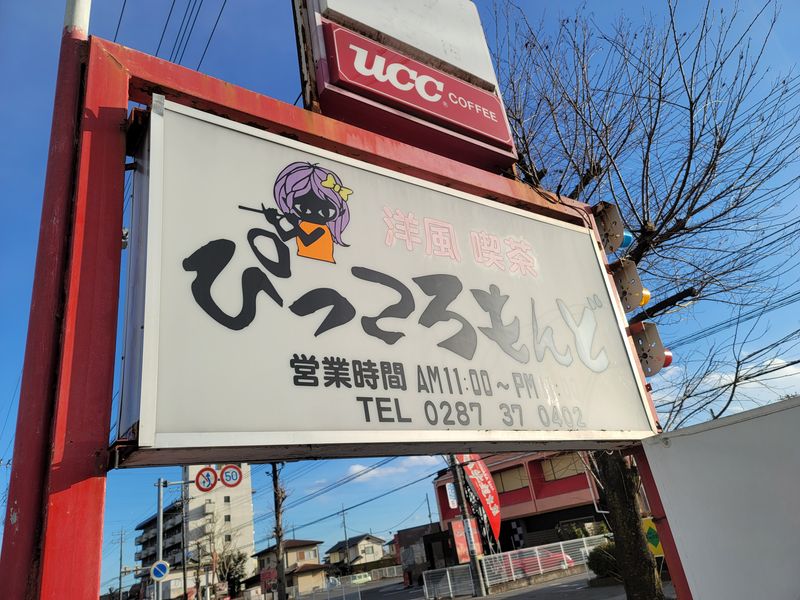 UCC COFFEE
洋風 喫茶
ぴっころもんど
営業時間 AM11:00~PM
TEL 0287 37 0402
50